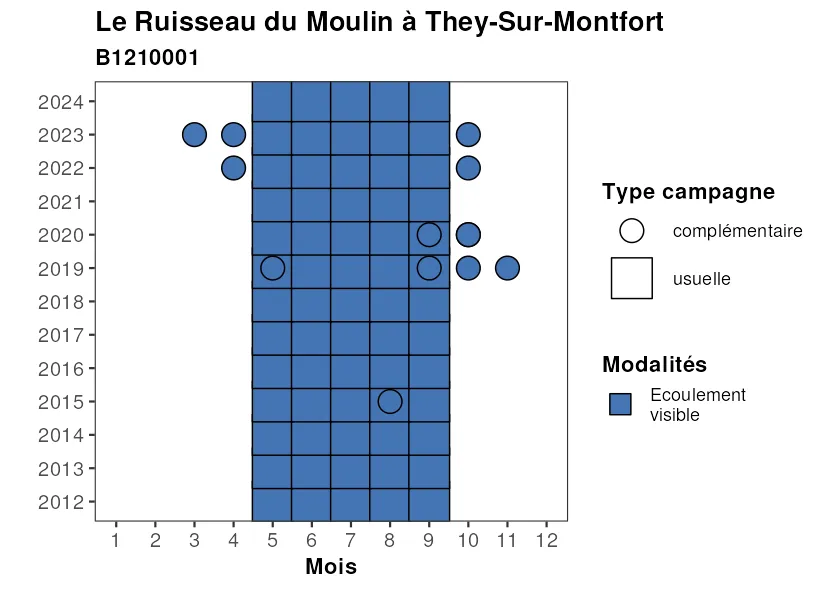 Le Ruisseau du Moulin à They-Sur-Montfort
B1210001
2024
2023
2022
2021
2020
2019
2018
2017
2016
2015
2014
2013
2012
1 2 3 4 5 6 7 8 9 10 11 12
Mois
Type campagne
complémentaire
usuelle
Modalités
Ecoulement
visible